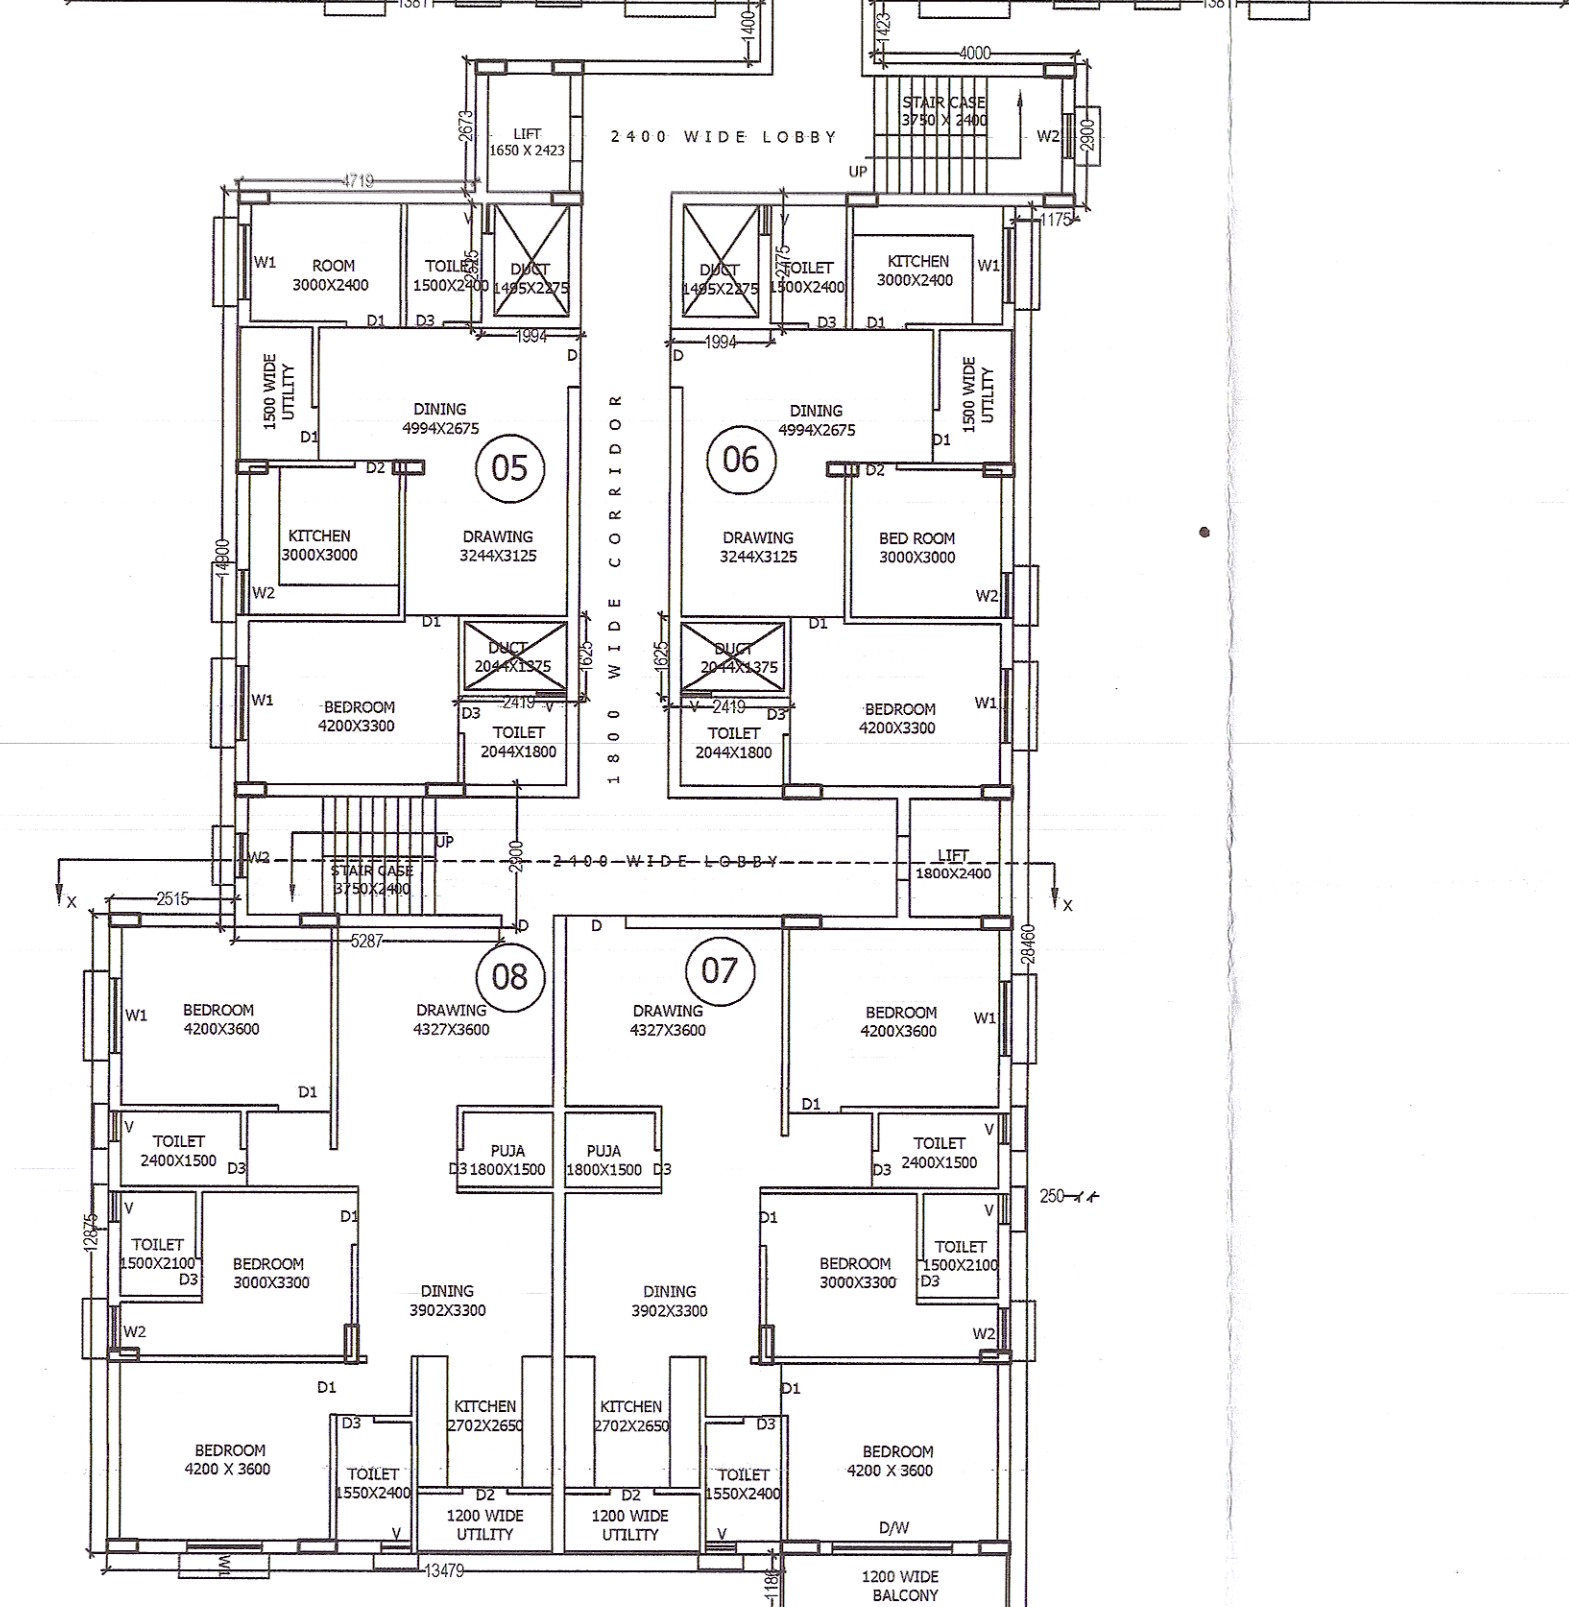 13811
13811
1400
1423
4000
2673
LIFT
1650 X 2423
2400 WIDE LOBBY
STAIR CASE
3750 X 2400
W2
2900
UP
4719
1175
V
V
W1
ROOM
3000X2400
TOILET
1500X2400
2525
DUCT
1495X2275
DUCT
1495X2275
2775
TOILET
1500X2400
KITCHEN
3000X2400
W1
D1
D3
D3
D1
1994
1994
D
D
1500 WIDE
UTILITY
DINING
4994X2675
DINING
4994X2675
1500 WIDE
UTILITY
D1
D1
05
06
D2
D2
1800 WIDE CORRIDOR
KITCHEN
3000X3000
DRAWING
3244X3125
DRAWING
3244X3125
BED ROOM
3000X3000
14900
W2
W2
D1
D1
DUCT
2044X1375
1625
1625
DUCT
2044X1375
W1
BEDROOM
4200X3300
2419
V
V
2419
BEDROOM
4200X3300
W1
D3
D3
TOILET
2044X1800
TOILET
2044X1800
UP
2900
W2
2400 WIDE LOBBY
LIFT
1800X2400
STAIR CASE
3750X2400
X
X
2515
D
D
5287
28460
08
07
W1
BEDROOM
4200X3600
DRAWING
4327X3600
DRAWING
4327X3600
BEDROOM
4200X3600
W1
D1
D1
V
TOILET
2400X1500
D3
D3
PUJA
1800X1500
PUJA
1800X1500
D3
D3
TOILET
2400X1500
V
250
V
D1
D1
V
12875
TOILET
1500X2100
D3
BEDROOM
3000X3300
DINING
3902X3300
DINING
3902X3300
BEDROOM
3000X3300
TOILET
1500X2100
D3
W2
W2
D1
D1
D3
D3
KITCHEN
2702X2650
KITCHEN
2702X2650
BEDROOM
4200 X 3600
TOILET
1550X2400
TOILET
1550X2400
BEDROOM
4200 X 3600
D2
D2
1200 WIDE
UTILITY
1200 WIDE
UTILITY
V
V
D/W
W1
13479
1186
1200 WIDE
BALCONY